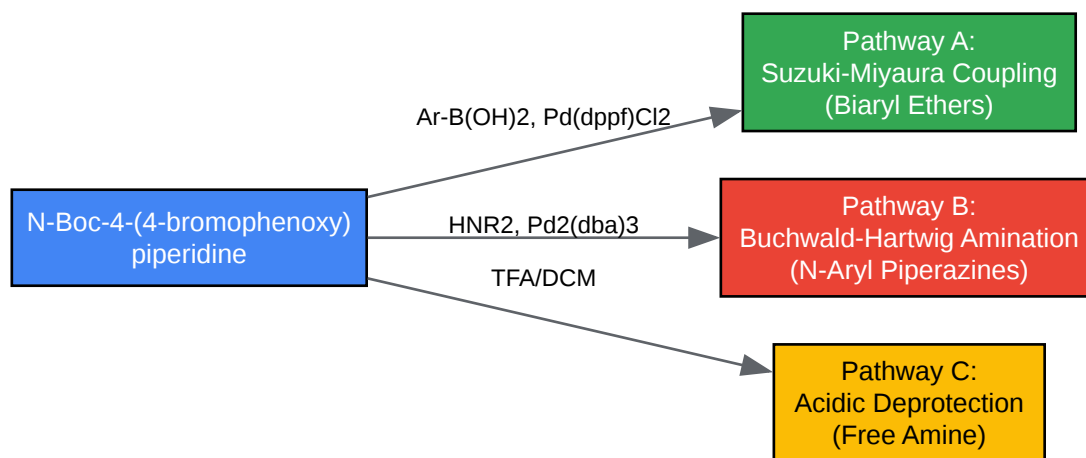 N-Boc-4-(4-bromophenoxy)
piperidine
Ar-B(OH)2, Pd(dppf)Cl2
Pathway A:
Suzuki-Miyaura Coupling
(Biaryl Ethers)
HNR2, Pd2(dba)3
Pathway B:
Buchwald-Hartwig Amination
(N-Aryl Piperazines)
TFA/DCM
Pathway C:
Acidic Deprotection
(Free Amine)